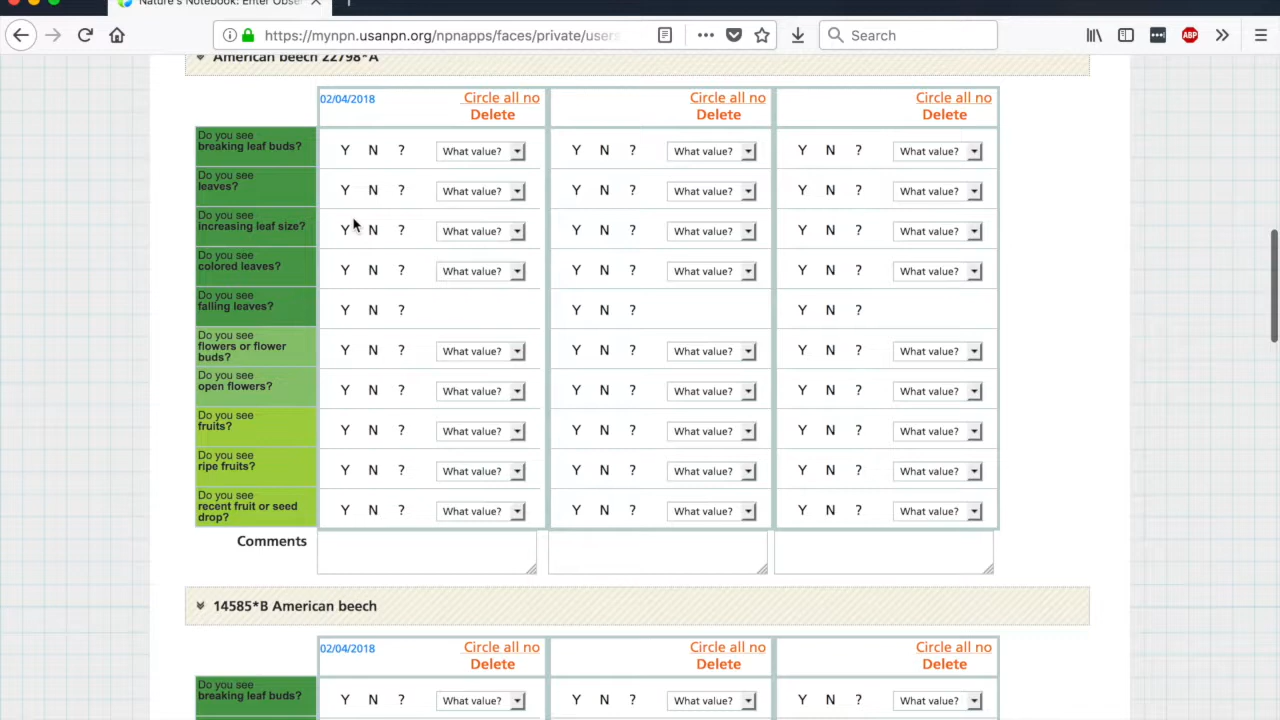 Nature's Notebook: Enter Obser
https://mynpn.usanpn.org/npnapps/faces/private/users
Search
ABP
American beech 22798*A
02/04/2018 Circle all no Circle all no Circle all no
Delete Delete Delete
Do you see
breaking leaf buds? Y N ? What value? Y N ? What value? Y N ? What value?
Do you see
leaves? Y N ? What value? Y N ? What value? Y N ? What value?
Do you see
increasing leaf size? Y N ? What value? Y N ? What value? Y N ? What value?
Do you see
colored leaves? Y N ? What value? Y N ? What value? Y N ? What value?
Do you see
falling leaves? Y N ? Y N ? Y N ?
Do you see
flowers or flower Y N ? What value? Y N ? What value? Y N ? What value?
buds?
Do you see
open flowers? Y N ? What value? Y N ? What value? Y N ? What value?
Do you see
fruits? Y N ? What value? Y N ? What value? Y N ? What value?
Do you see
ripe fruits? Y N ? What value? Y N ? What value? Y N ? What value?
Do you see
recent fruit or seed Y N ? What value? Y N ? What value? Y N ? What value?
drop?
Comments
14585*B American beech
02/04/2018 Circle all no Circle all no Circle all no
Delete Delete Delete
Do you see
breaking leaf buds? Y N ? What value? Y N ? What value? Y N ? What value?